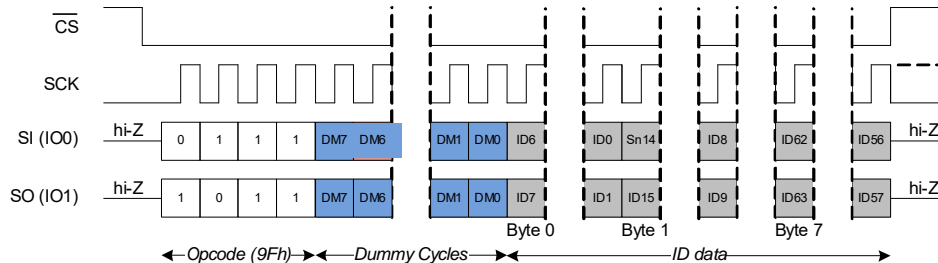 CS
SCK
SI (IO0) hi-Z 0 1 1 1 DM7 DM6 DM1 DM0 ID6 ID0 Sn14 ID8 ID62 ID56 hi-Z
SO (IO1) hi-Z 1 0 1 1 DM7 DM6 DM1 DM0 ID7 ID1 ID15 ID9 ID63 ID57 hi-Z
Byte 0 Byte 1 Byte 7
Opcode (9Fh) Dummy Cycles ID data